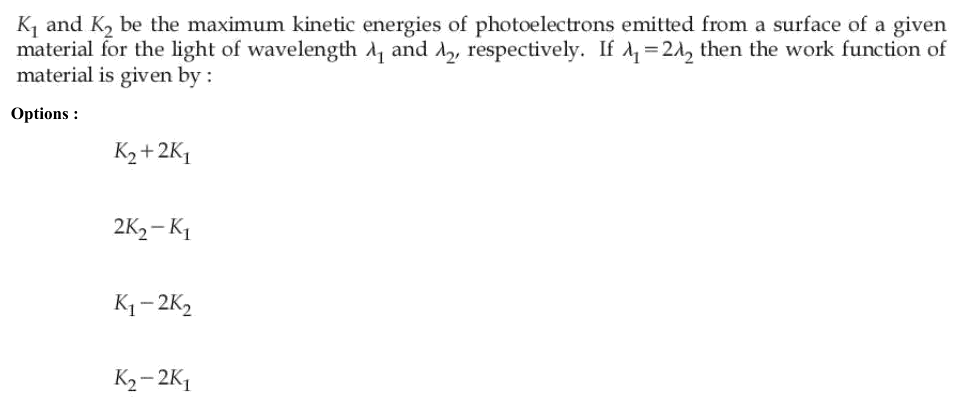 K₁ and K₂ be the maximum kinetic energies of photoelectrons emitted from a surface of a given
material for the light of wavelength λ₁ and λ₂, respectively. If λ₁=2λ₂ then the work function of
material is given by :
Options :
K₂+2K₁
2K₂−K₁
K₁−2K₂
K₂−2K₁